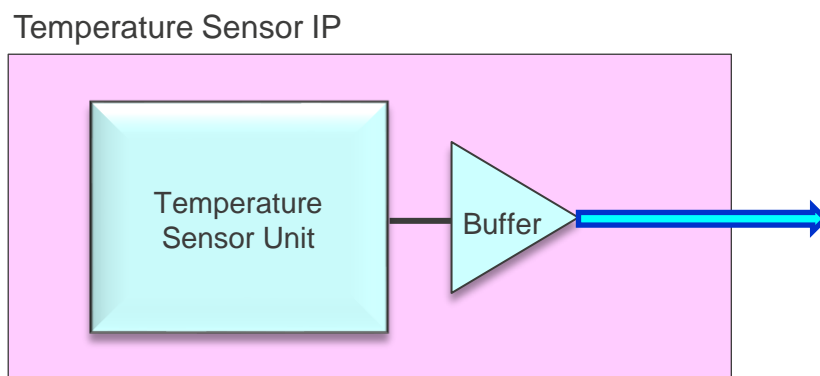 Temperature Sensor IP
Temperature
Sensor Unit
Buffer